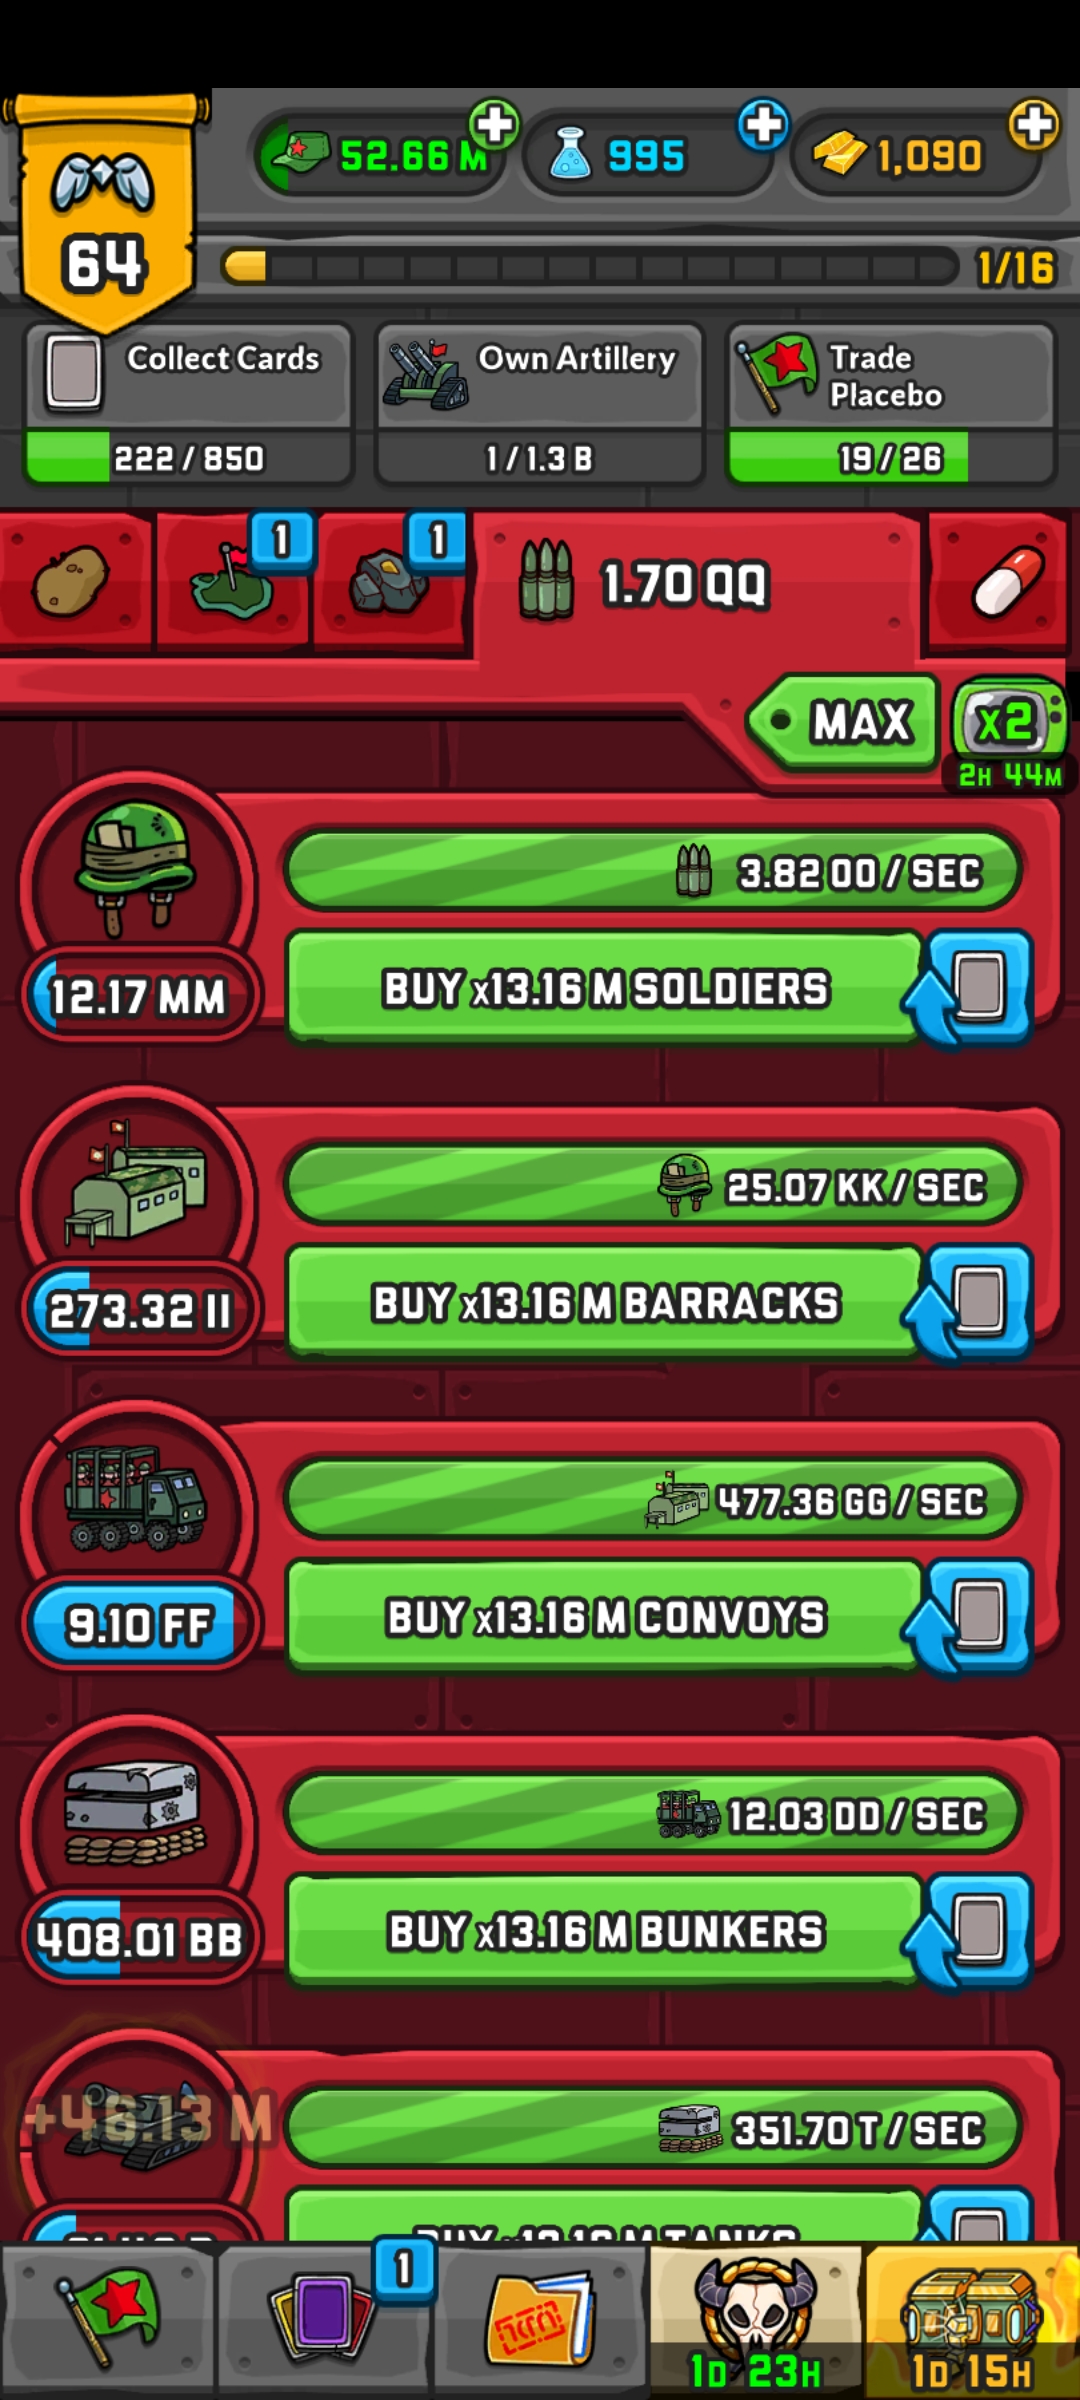 52.66 M
995
1,090
64
1/16
Collect Cards
222 / 850
Own Artillery
1 / 1.3 B
Trade
Placebo
19 / 26
1
1
1.70 QQ
MAX
x2
2H 44M
3.82 OO / SEC
12.17 MM
BUY x13.16 M SOLDIERS
25.07 KK / SEC
273.32 II
BUY x13.16 M BARRACKS
477.36 GG / SEC
9.10 FF
BUY x13.16 M CONVOYS
12.03 DD / SEC
408.01 BB
BUY x13.16 M BUNKERS
+46.13 M
351.70 T / SEC
BUY x13.16 M TANKS
1
1D 23H
1D 15H